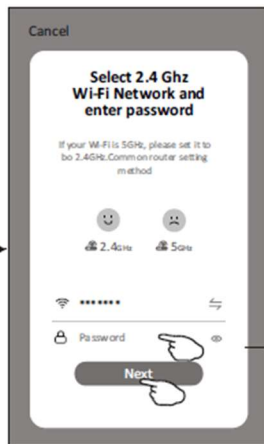 Cancel
Select 2.4 Ghz
Wi-Fi Network and
enter password
If your Wi-Fi is 5GHz, please set it to
bo 2.4GHz.Common router setting
method
2.4GHz 5GHz
*******
Password
Next